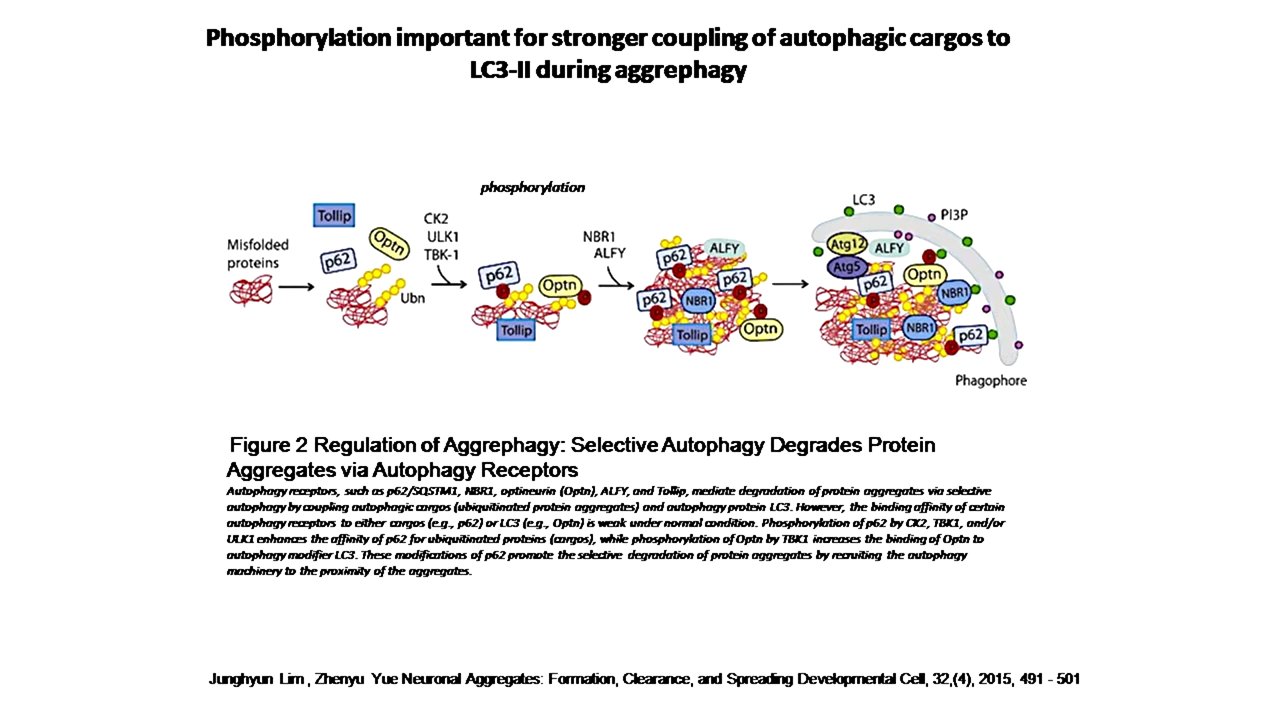 Phosphorylation important for stronger coupling of autophagic cargos to
LC3-II during aggrephagy
phosphorylation
Misfolded
proteins
Tollip
p62
Optn
Ubn
CK2
ULK1
TBK-1
p62
Optn
Tollip
NBR1
ALFY
p62
ALFY
p62
p62
NBR1
Tollip
Optn
LC3
PI3P
Atg12
ALFY
Atg5
p62
Optn
NBR1
Tollip
NBR1
p62
Phagophore
Figure 2 Regulation of Aggrephagy: Selective Autophagy Degrades Protein
Aggregates via Autophagy Receptors
Autophagy receptors, such as p62/SQSTM1, NBR1, optineurin (Optn), ALFY, and Tollip, mediate degradation of protein aggregates via selective
autophagy by coupling autophagic cargos (ubiquitinated protein aggregates) and autophagy protein LC3. However, the binding affinity of certain
autophagy receptors to either cargos (e.g., p62) or LC3 (e.g., Optn) is weak under normal condition. Phosphorylation of p62 by CK2, TBK1, and/or
ULK1 enhances the affinity of p62 for ubiquitinated proteins (cargos), while phosphorylation of Optn by TBK1 increases the binding of Optn to
autophagy modifier LC3. These modifications of p62 promote the selective degradation of protein aggregates by recruiting the autophagy
machinery to the proximity of the aggregates.
Junghyun Lim , Zhenyu Yue Neuronal Aggregates: Formation, Clearance, and Spreading Developmental Cell, 32,(4), 2015, 491 - 501